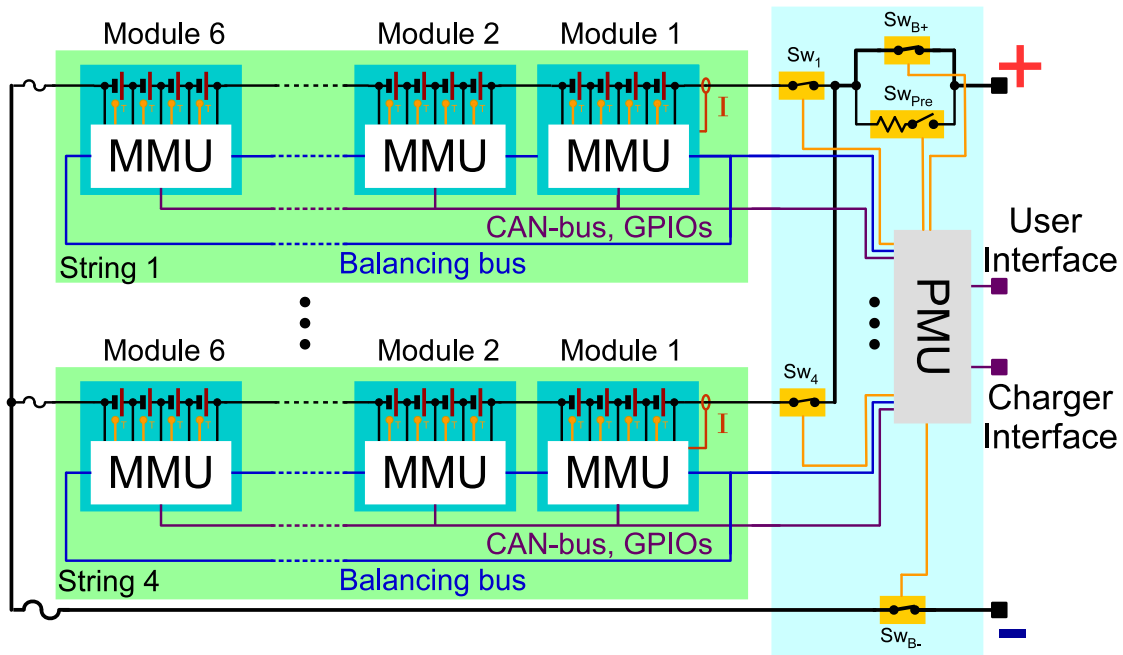 Module 6
Module 2
Module 1
Sw1
SwB+
SwPre
+
T T T T
T T T T
T T T T
I
MMU
MMU
MMU
CAN-bus, GPIOs
Balancing bus
String 1
User
Interface
PMU
Charger
Interface
Module 6
Module 2
Module 1
Sw4
T T T T
T T T T
T T T T
I
MMU
MMU
MMU
CAN-bus, GPIOs
Balancing bus
String 4
SwB-
-